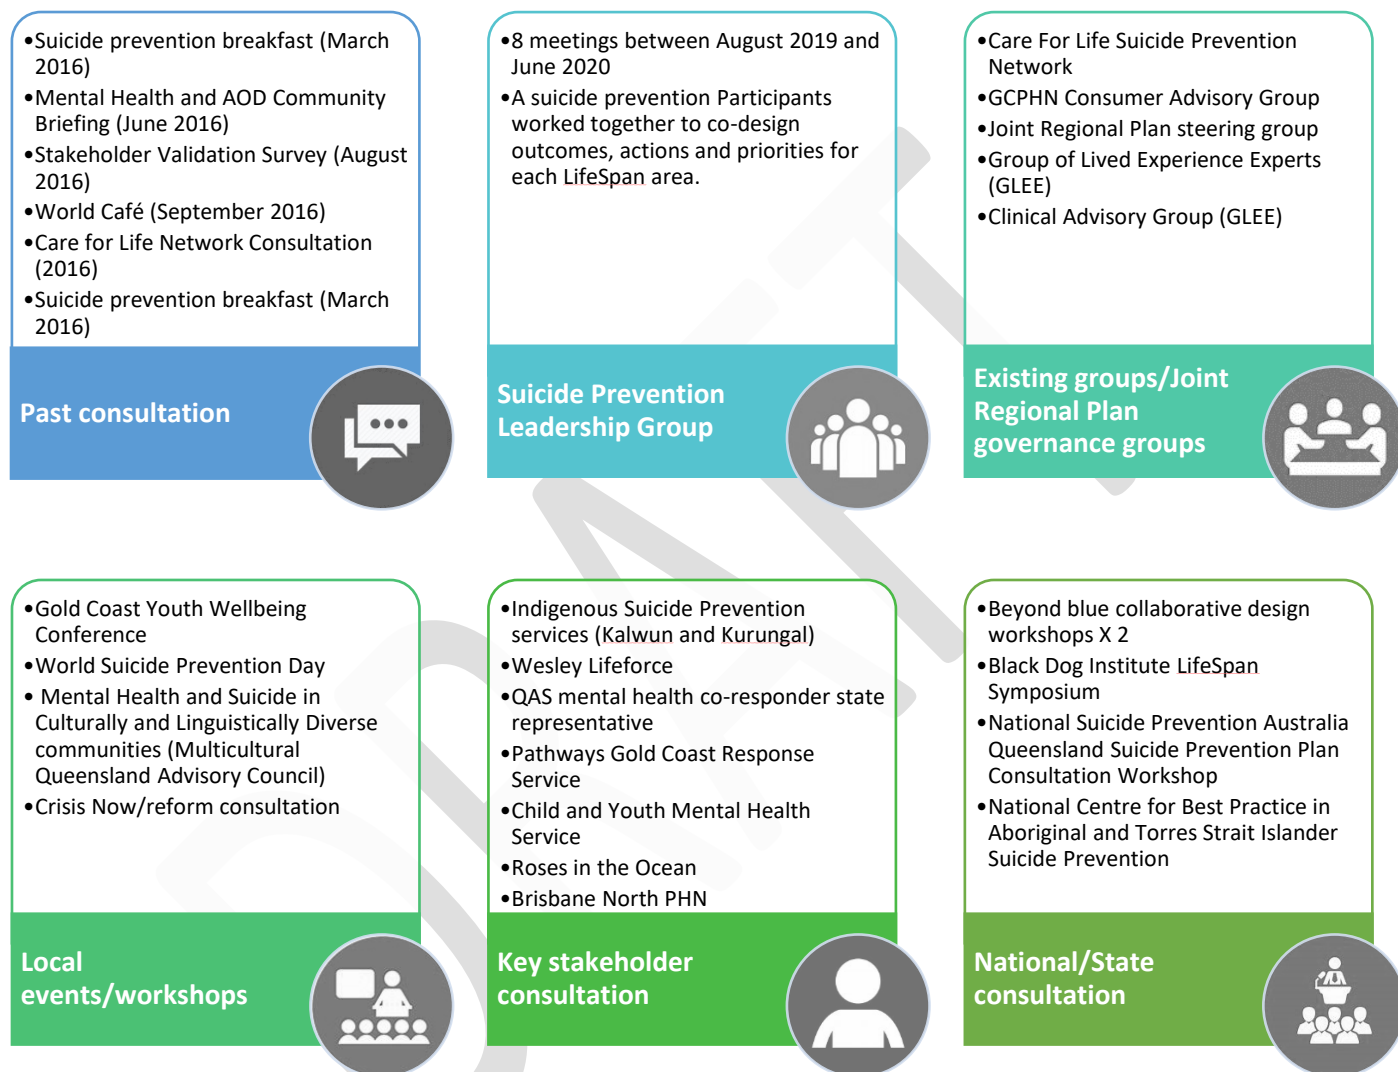 •Suicide prevention breakfast (March
2016)
•Mental Health and AOD Community
Briefing (June 2016)
•Stakeholder Validation Survey (August
2016)
•World Café (September 2016)
•Care for Life Network Consultation
(2016)
•Suicide prevention breakfast (March
2016)
Past consultation
•8 meetings between August 2019 and
June 2020
•A suicide prevention Participants
worked together to co-design
outcomes, actions and priorities for
each LifeSpan area.
Suicide Prevention
Leadership Group
•Care For Life Suicide Prevention
Network
•GCPHN Consumer Advisory Group
•Joint Regional Plan steering group
•Group of Lived Experience Experts
(GLEE)
•Clinical Advisory Group (GLEE)
Existing groups/Joint
Regional Plan
governance groups
•Gold Coast Youth Wellbeing
Conference
•World Suicide Prevention Day
• Mental Health and Suicide in
Culturally and Linguistically Diverse
communities (Multicultural
Queensland Advisory Council)
•Crisis Now/reform consultation
Local
events/workshops
•Indigenous Suicide Prevention
services (Kalwun and Kurungal)
•Wesley Lifeforce
•QAS mental health co-responder state
representative
•Pathways Gold Coast Response
Service
•Child and Youth Mental Health
Service
•Roses in the Ocean
•Brisbane North PHN
Key stakeholder
consultation
•Beyond blue collaborative design
workshops X 2
•Black Dog Institute LifeSpan
Symposium
•National Suicide Prevention Australia
Queensland Suicide Prevention Plan
Consultation Workshop
•National Centre for Best Practice in
Aboriginal and Torres Strait Islander
Suicide Prevention
National/State
consultation
DRAFT